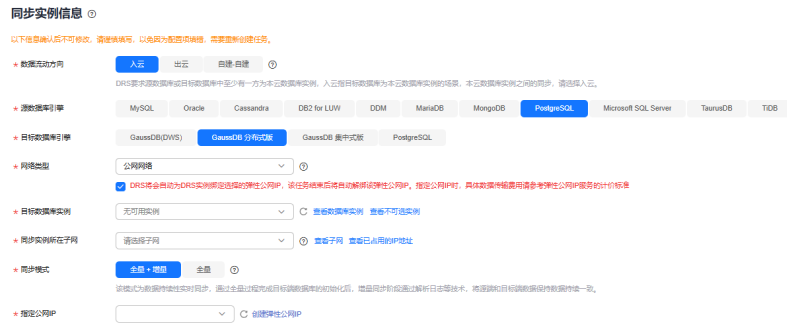 同步实例信息
以下信息确认后不可修改，请谨慎填写，以免因为配置项填错，需要重新创建任务。
* 数据流动方向 入云 出云 自建-自建
DRS要求源数据库或目标数据库中至少有一方为本云数据库实例，入云指目标数据库为本云数据库实例的场景，本云数据库实例之间的同步，请选择入云。
* 源数据库引擎 MySQL Oracle Cassandra DB2 for LUW DDM MariaDB MongoDB PostgreSQL Microsoft SQL Server TaurusDB TiDB
* 目标数据库引擎 GaussDB(DWS) GaussDB 分布式版 GaussDB 集中式版 PostgreSQL
* 网络类型 公网网络
DRS将会自动为DRS实例绑定选择的弹性公网IP，该任务结束后将自动解绑该弹性公网IP。指定公网IP时，具体数据传输费用请参考弹性公网IP服务的计价标准
* 目标数据库实例 无可用实例 查看数据库实例 查看不可选实例
* 同步实例所在子网 请选择子网 查看子网 查看已占用的IP地址
* 同步模式 全量+增量 全量
该模式为数据持续性实时同步，通过全量过程完成目标端数据库的初始化后，增量同步阶段通过解析日志等技术，将源端和目标端数据保持数据持续一致。
* 指定公网IP 创建弹性公网IP